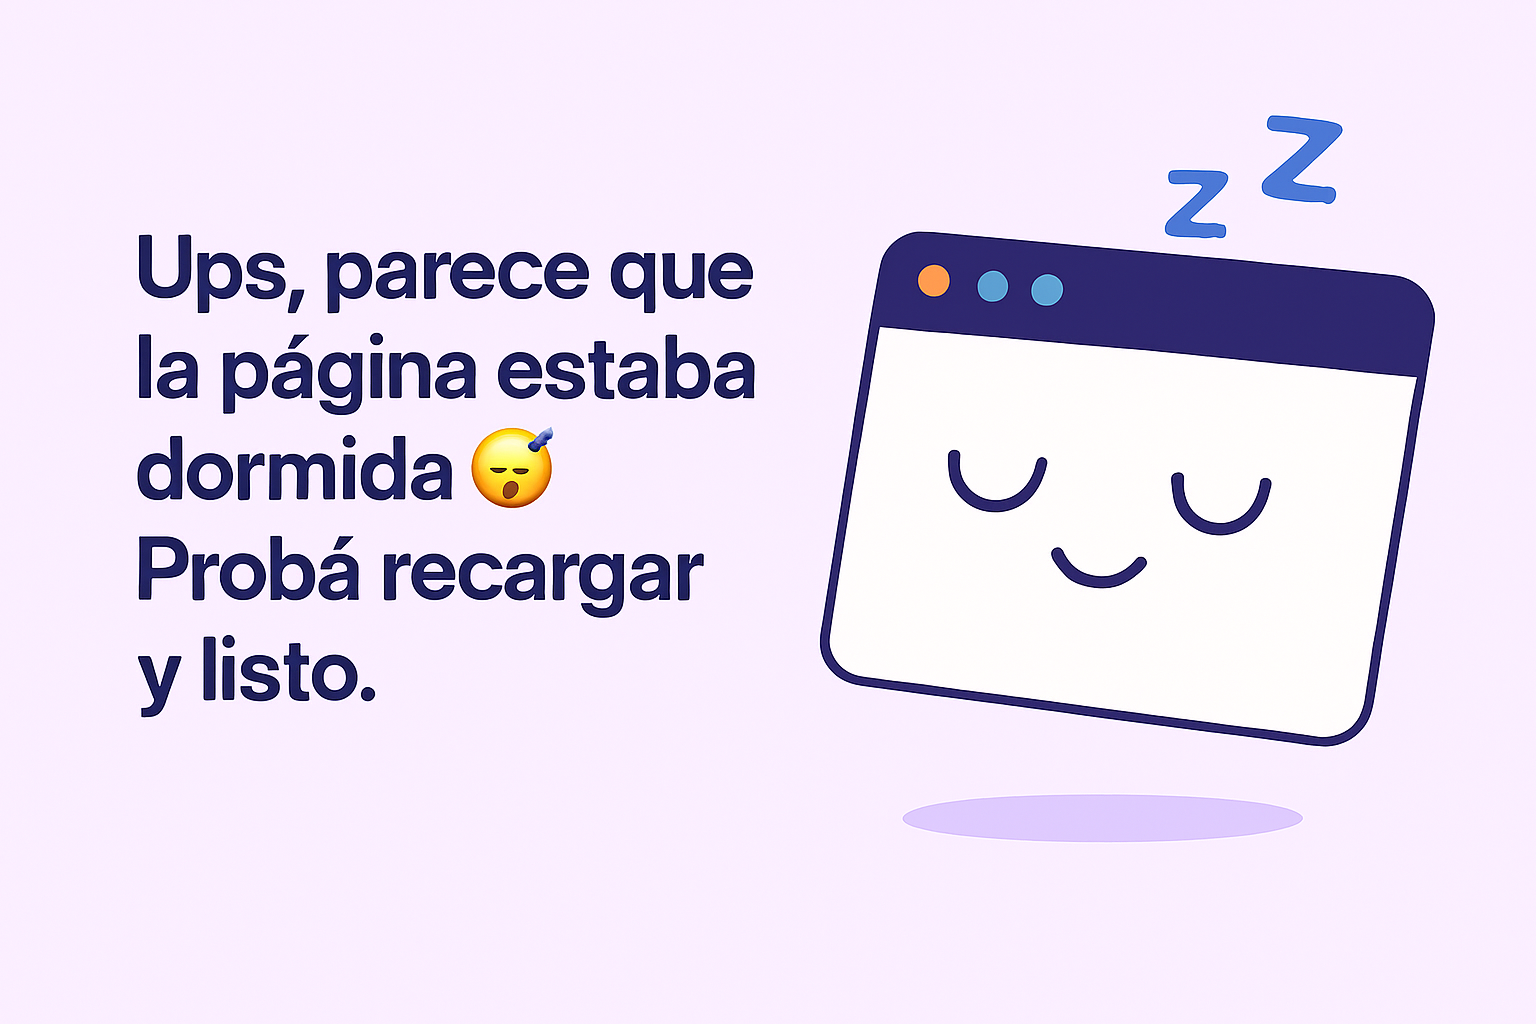 Ups, parece que
la página estaba
dormida 😴
Probá recargar
y listo.
z Z